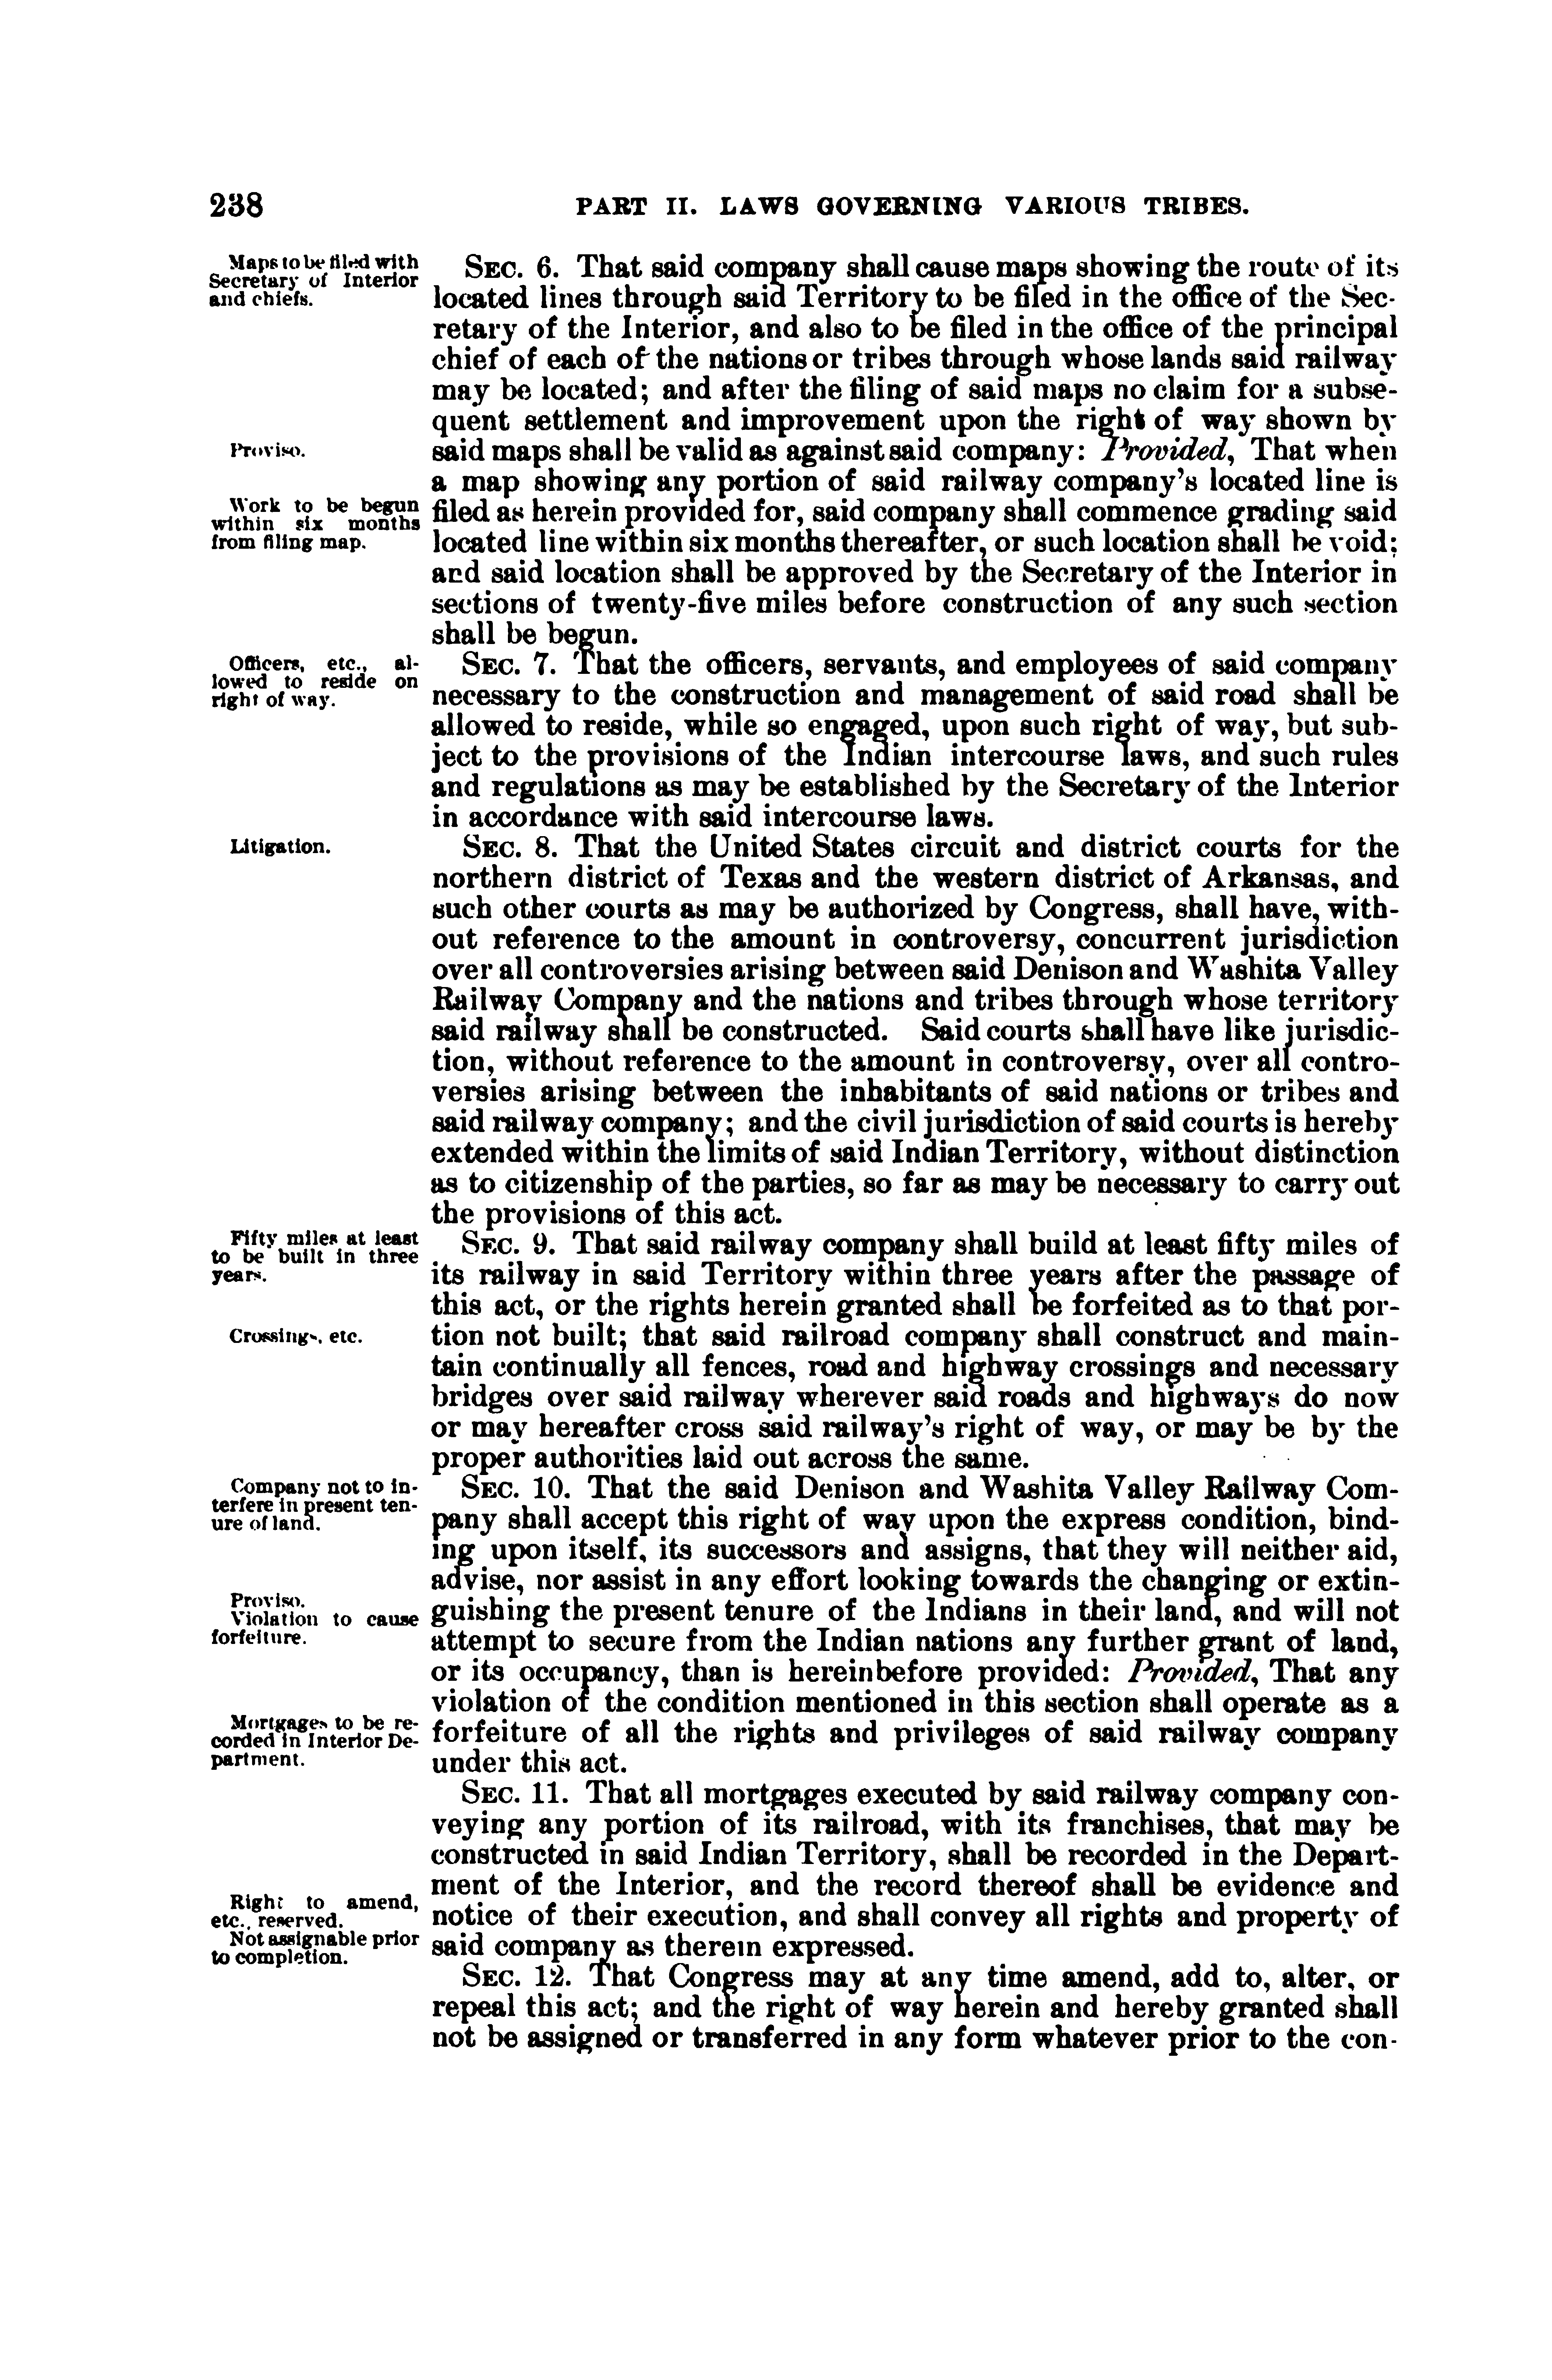 238
PART II. LAWS GOVERNING VARIOUS TRIBES.
Maps to be filed with
Secretary of Interior
and chiefs.
SEC. 6. That said company shall cause maps showing the route of its
located lines through said Territory to be filed in the office of the Sec-
retary of the Interior, and also to be filed in the office of the principal
chief of each of the nations or tribes through whose lands said railway
may be located; and after the filing of said maps no claim for a subse-
quent settlement and improvement upon the right of way shown by
Proviso.
said maps shall be valid as against said company: Provided, That when
a map showing any portion of said railway company's located line is
Work to be begun
within six months
from filing map.
filed as herein provided for, said company shall commence grading said
located line within six months thereafter, or such location shall be void;
and said location shall be approved by the Secretary of the Interior in
sections of twenty-five miles before construction of any such section
shall be begun.
Officers, etc., al-
lowed to reside on
right of way.
SEC. 7. That the officers, servants, and employees of said company
necessary to the construction and management of said road shall be
allowed to reside, while so engaged, upon such right of way, but sub-
ject to the provisions of the Indian intercourse laws, and such rules
and regulations as may be established by the Secretary of the Interior
in accordance with said intercourse laws.
Litigation.
SEC. 8. That the United States circuit and district courts for the
northern district of Texas and the western district of Arkansas, and
such other courts as may be authorized by Congress, shall have, with-
out reference to the amount in controversy, concurrent jurisdiction
over all controversies arising between said Denison and Washita Valley
Railway Company and the nations and tribes through whose territory
said railway shall be constructed. Said courts shall have like jurisdic-
tion, without reference to the amount in controversy, over all contro-
versies arising between the inhabitants of said nations or tribes and
said railway company; and the civil jurisdiction of said courts is hereby
extended within the limits of said Indian Territory, without distinction
as to citizenship of the parties, so far as may be necessary to carry out
the provisions of this act.
Fifty miles at least
to be built in three
years.
SEC. 9. That said railway company shall build at least fifty miles of
its railway in said Territory within three years after the passage of
this act, or the rights herein granted shall be forfeited as to that por-
Crossings, etc.
tion not built; that said railroad company shall construct and main-
tain continually all fences, road and highway crossings and necessary
bridges over said railway wherever said roads and highways do now
or may hereafter cross said railway's right of way, or may be by the
proper authorities laid out across the same.
Company not to in-
terfere in present ten-
ure of land.
SEC. 10. That the said Denison and Washita Valley Railway Com-
pany shall accept this right of way upon the express condition, bind-
ing upon itself, its successors and assigns, that they will neither aid,
advise, nor assist in any effort looking towards the changing or extin-
Proviso.
Violation to cause
forfeiture.
guishing the present tenure of the Indians in their land, and will not
attempt to secure from the Indian nations any further grant of land,
or its occupancy, than is hereinbefore provided: Provided, That any
violation of the condition mentioned in this section shall operate as a
Mortgages to be re-
corded in Interior De-
partment.
forfeiture of all the rights and privileges of said railway company
under this act.
SEC. 11. That all mortgages executed by said railway company con-
veying any portion of its railroad, with its franchises, that may be
constructed in said Indian Territory, shall be recorded in the Depart-
ment of the Interior, and the record thereof shall be evidence and
Right to amend,
etc., reserved.
Not assignable prior
to completion.
notice of their execution, and shall convey all rights and property of
said company as therein expressed.
SEC. 12. That Congress may at any time amend, add to, alter, or
repeal this act; and the right of way herein and hereby granted shall
not be assigned or transferred in any form whatever prior to the con-